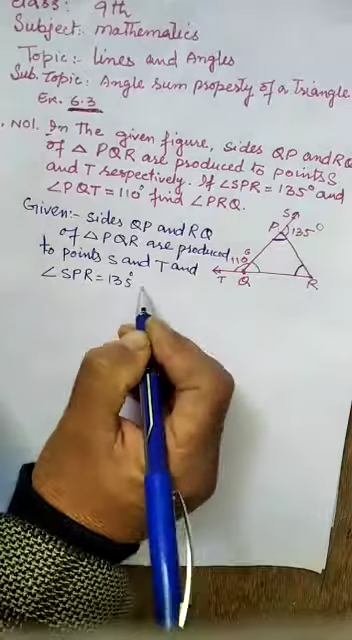 Class: 9th
Subject: mathematics
Topic:- lines and Angles
Sub. Topic: Angle sum property of a triangle
Ex. 6.3
No1. In the given figure, sides QP and RQ
of △ PQR are produced to points S
and T respectively. If ∠SPR = 135° and
∠PQT = 110° find ∠PRQ.
Given:- Sides QP and RQ
of △ PQR are produced
to points S and T and
∠SPR = 135°
S
P
135°
110°
T
Q
R